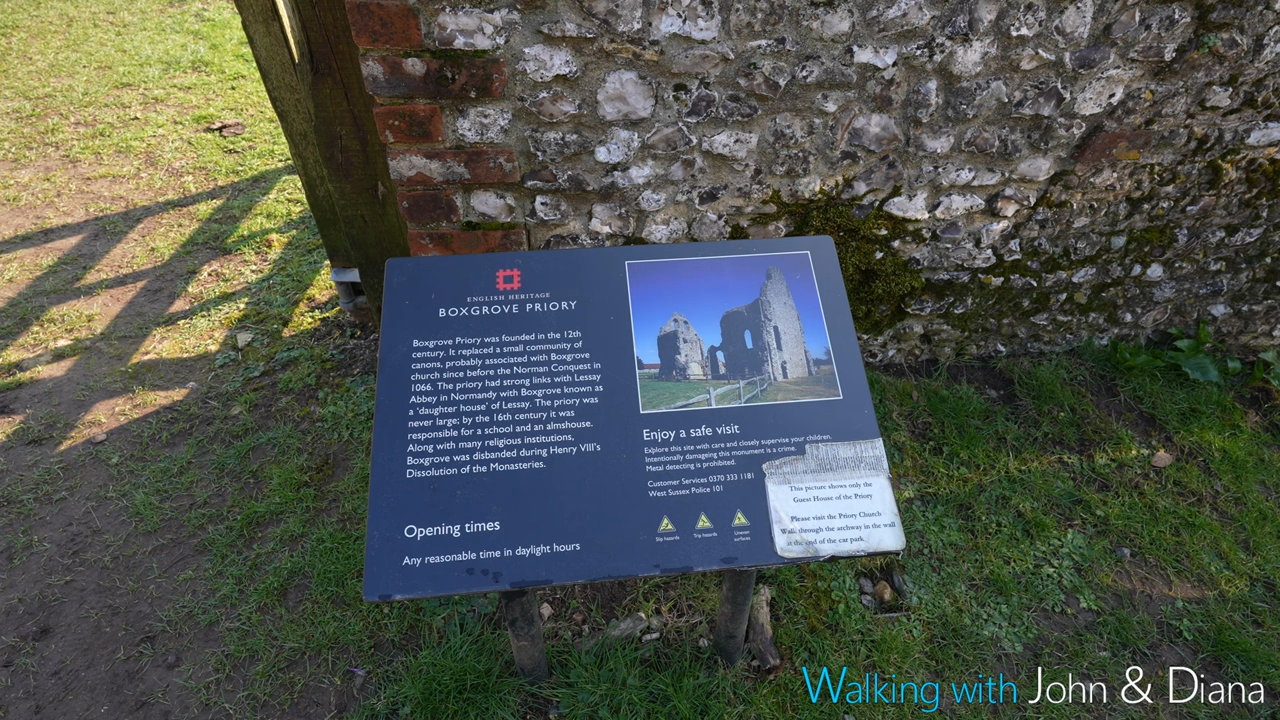 ENGLISH HERITAGE
BOXGROVE PRIORY
Boxgrove Priory was founded in the 12th
century. It replaced a small community of
canons, probably associated with Boxgrove
church since before the Norman Conquest in
1066. The priory had strong links with Lessay
Abbey in Normandy with Boxgrove known as
a 'daughter house' of Lessay. The priory was
never large; by the 16th century it was
responsible for a school and an almshouse.
Along with many religious institutions,
Boxgrove was disbanded during Henry VIII's
Dissolution of the Monasteries.
Opening times
Any reasonable time in daylight hours
Enjoy a safe visit
Explore this site with care and closely supervise your children.
Intentionally damageing this monument is a crime.
Metal detecting is prohibited.
Customer Services 0370 333 1181
West Sussex Police 101
Slip hazards
Trip hazards
Uneven
surfaces
This picture shows only the
Guest House of the Priory
Please visit the Priory Church
Walk through the archway in the wall
at the end of the car park
Walking with John & Diana